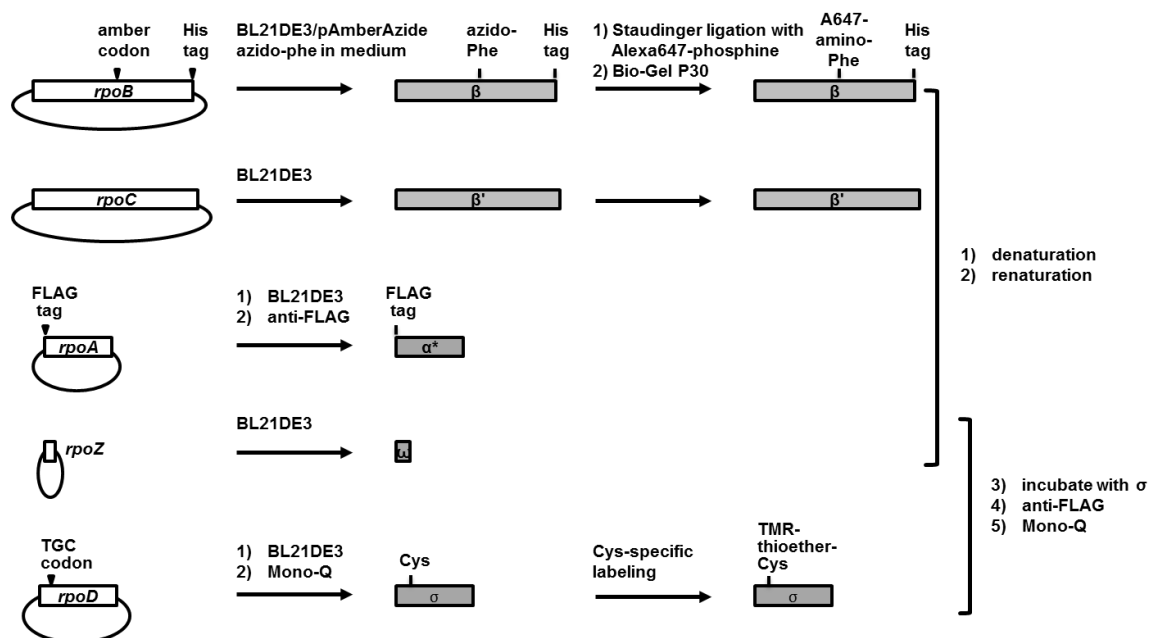 amber
codon
His
tag
BL21DE3/pAmberAzide
azido-phe in medium
azido-
Phe
His
tag
1) Staudinger ligation with
Alexa647-phosphine
2) Bio-Gel P30
A647-
amino-
Phe
His
tag
rpoB
β
β
rpoC
BL21DE3
β'
β'
1) denaturation
2) renaturation
FLAG
tag
rpoA
1) BL21DE3
2) anti-FLAG
FLAG
tag
α*
rpoZ
BL21DE3
ω
3) incubate with σ
4) anti-FLAG
5) Mono-Q
TGC
codon
rpoD
1) BL21DE3
2) Mono-Q
Cys
σ
Cys-specific
labeling
TMR-
thioether-
Cys
σ